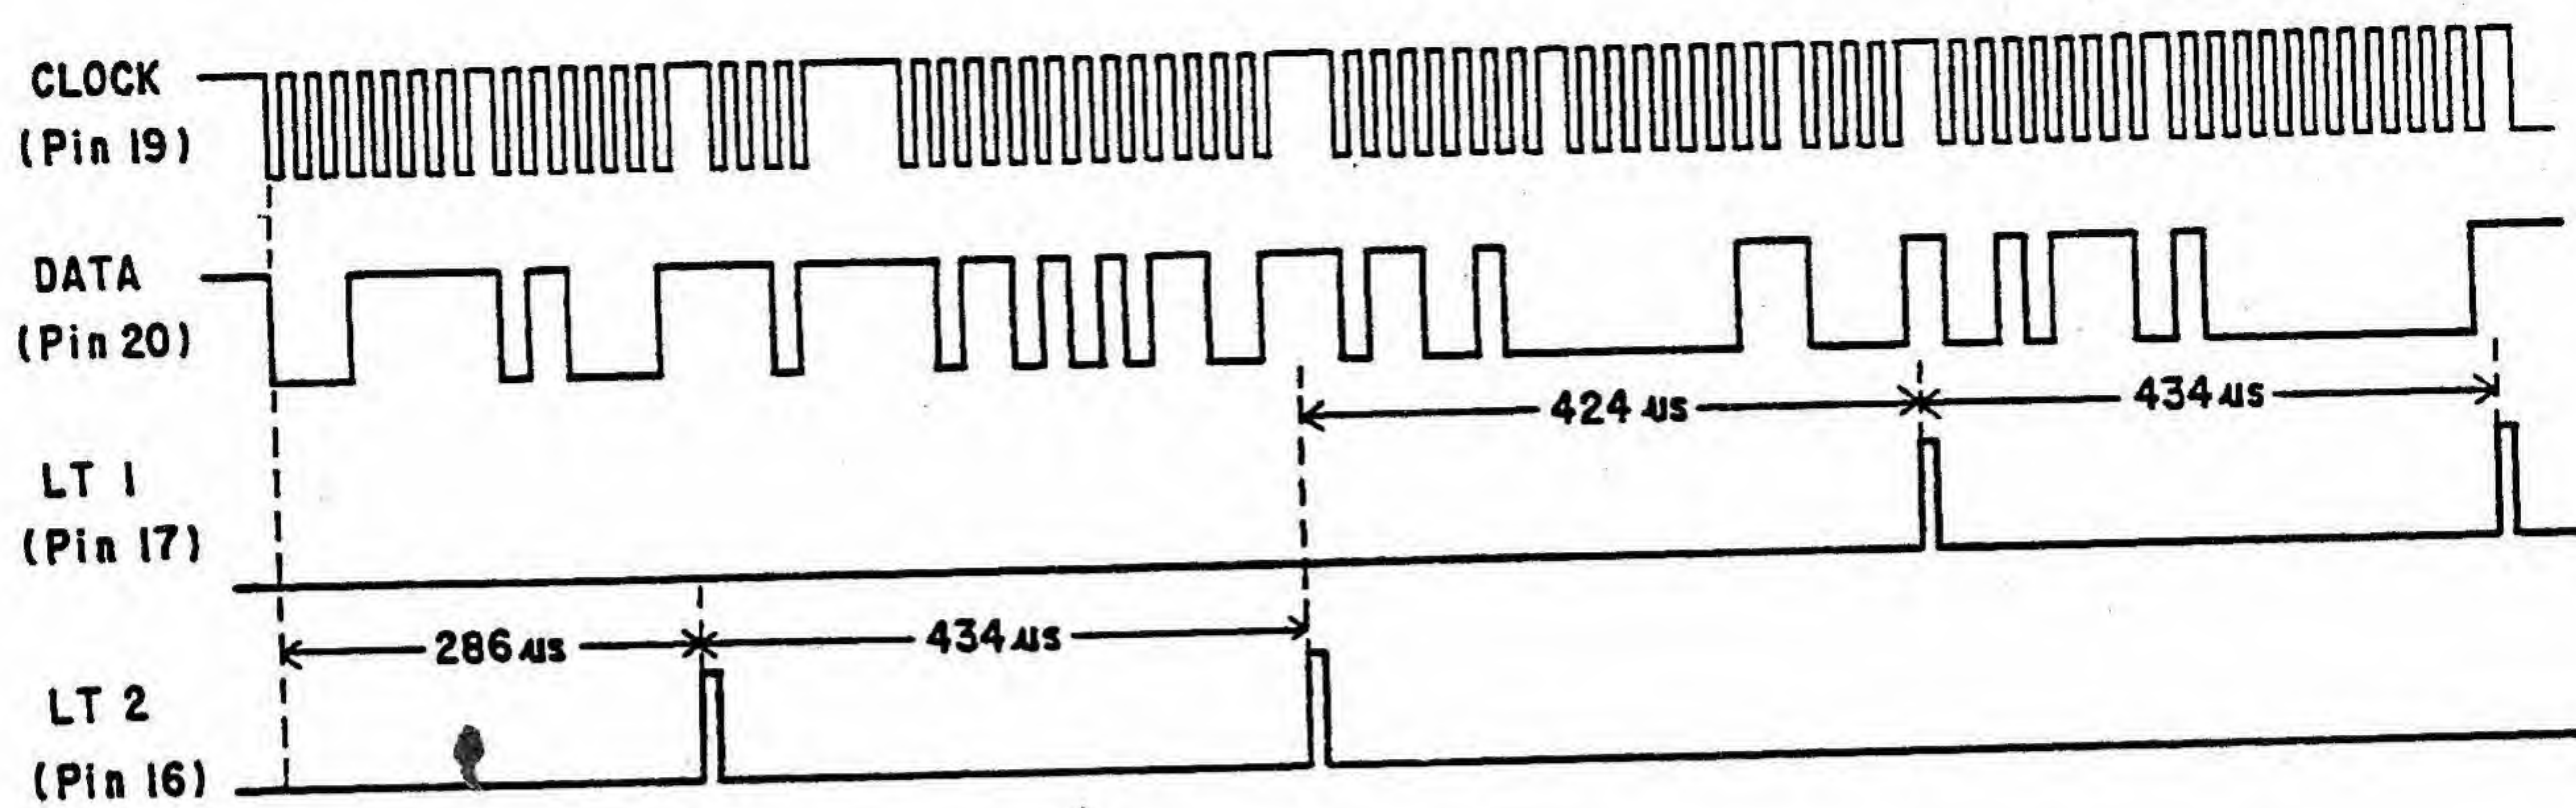 CLOCK
(Pin 19)
DATA
(Pin 20)
424 µs
434 µs
LT 1
(Pin 17)
286 µs
434 µs
LT 2
(Pin 16)